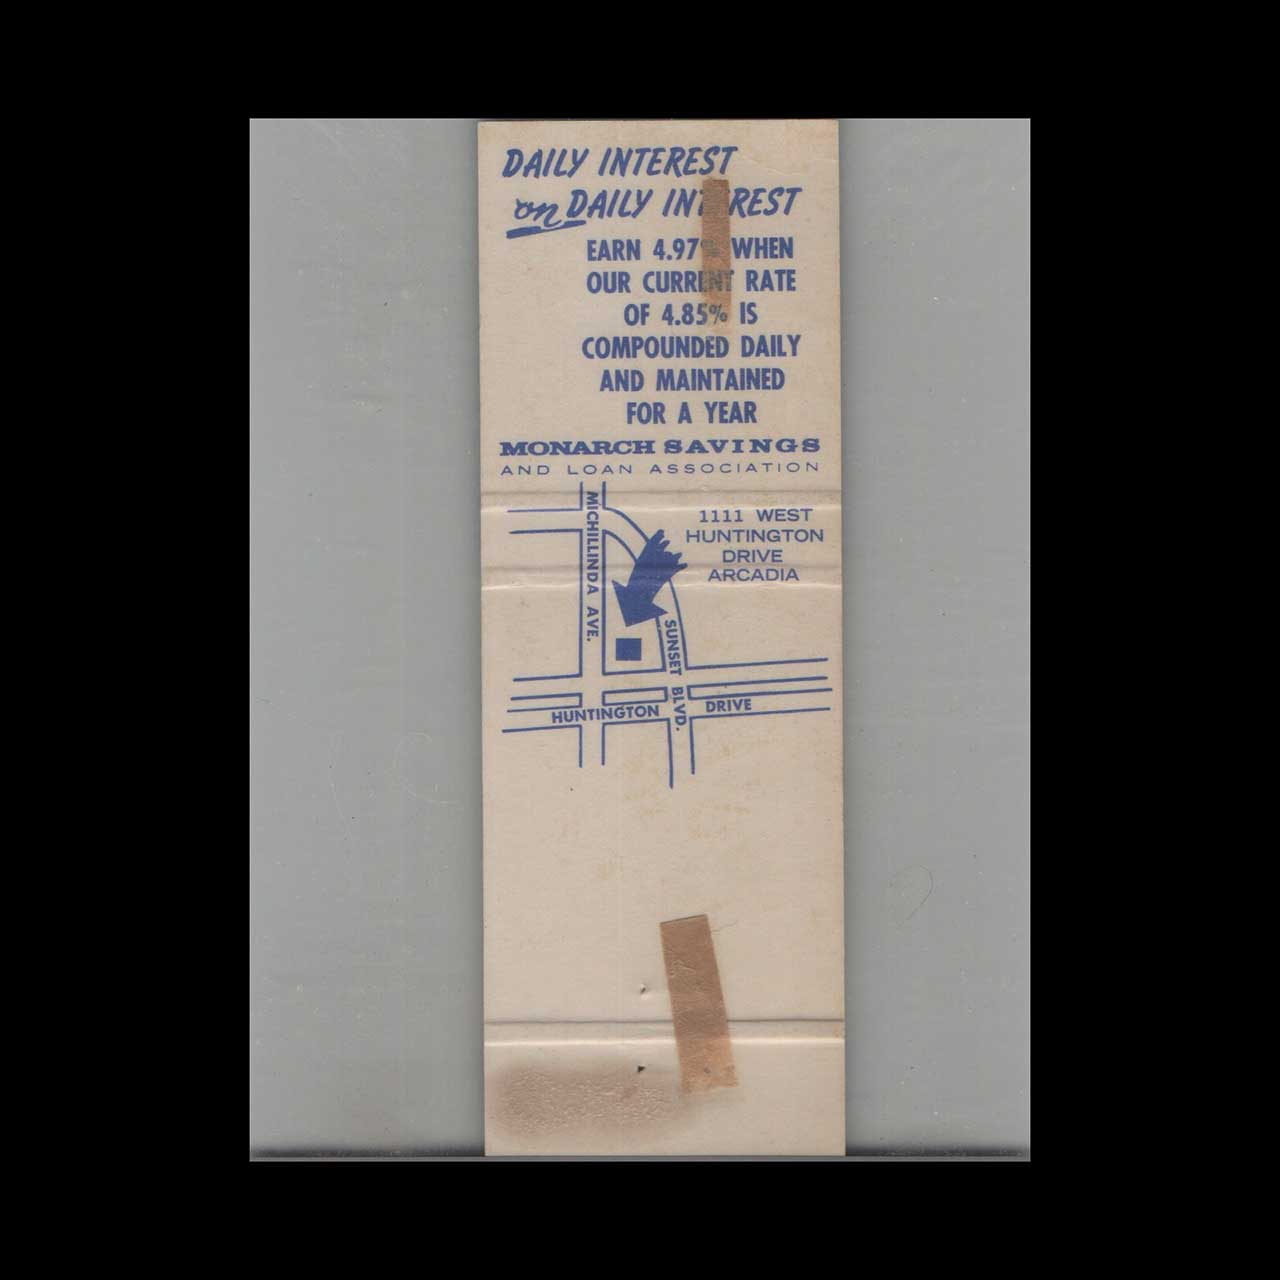 DAILY INTEREST
on DAILY INTEREST
EARN 4.97% WHEN
OUR CURRENT RATE
OF 4.85% IS
COMPOUNDED DAILY
AND MAINTAINED
FOR A YEAR
MONARCH SAVINGS
AND LOAN ASSOCIATION
MICHILLINDA AVE.
1111 WEST
HUNTINGTON
DRIVE
ARCADIA
SUNSET BLVD.
HUNTINGTON DRIVE